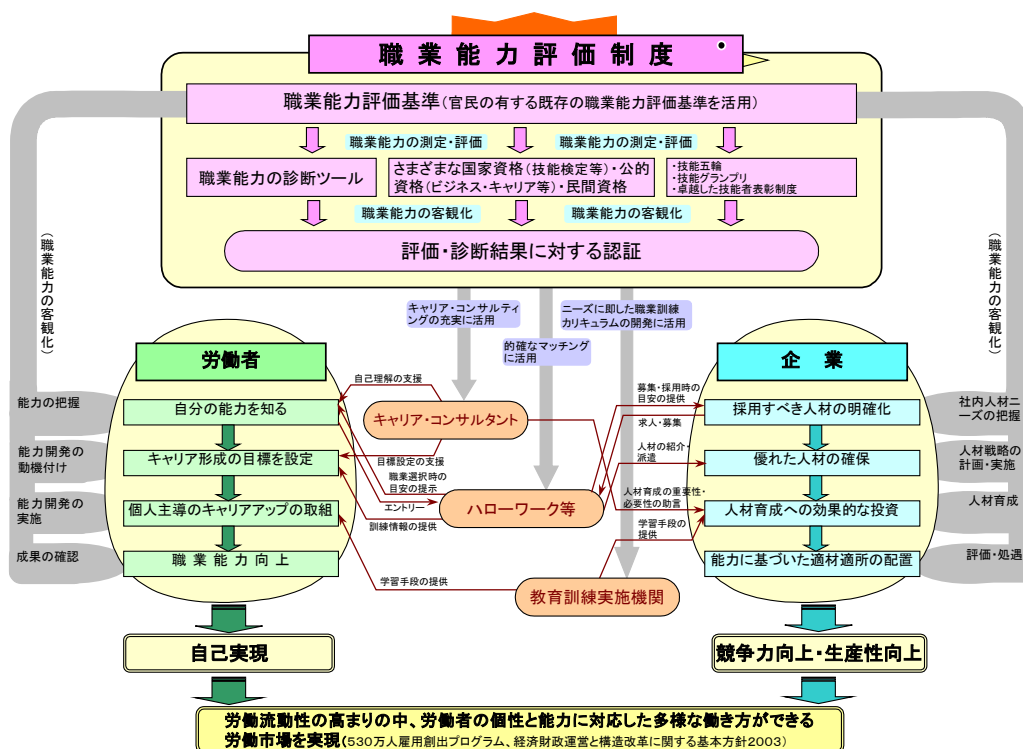 職業能力評価制度
職業能力評価基準(官民の有する既存の職業能力評価基準を活用)
職業能力の測定・評価
職業能力の測定・評価
職業能力の診断ツール
さまざまな国家資格(技能検定等)・公的
資格(ビジネス・キャリア等)・民間資格
・技能五輪
・技能グランプリ
・卓越した技能者表彰制度
職業能力の客観化
職業能力の客観化
評価・診断結果に対する認証
(職業能力の客観化)
(職業能力の客観化)
キャリア・コンサルティ
ングの充実に活用
的確なマッチング
に活用
ニーズに即した職業訓練
カリキュラムの開発に活用
労働者
自分の能力を知る
キャリア形成の目標を設定
個人主導のキャリアアップの取組
職業能力向上
能力の把握
能力開発の
動機付け
能力開発の
実施
成果の確認
自己理解の支援
キャリア・コンサルタント
目標設定の支援
職業選択時の
目安の提示
エントリー
訓練情報の提供
ハローワーク等
学習手段の提供
教育訓練実施機関
募集・採用時の
目安の提供
求人・募集
人材の紹介・
派遣
人材育成の重要性・
必要性の助言
学習手段の
提供
企業
採用すべき人材の明確化
優れた人材の確保
人材育成への効果的な投資
能力に基づいた適材適所の配置
社内人材ニ
ーズの把握
人材戦略の
計画・実施
人材育成
評価・処遇
自己実現
競争力向上・生産性向上
労働流動性の高まりの中、労働者の個性と能力に対応した多様な働き方ができる
労働市場を実現(530万人雇用創出プログラム、経済財政運営と構造改革に関する基本方針2003)